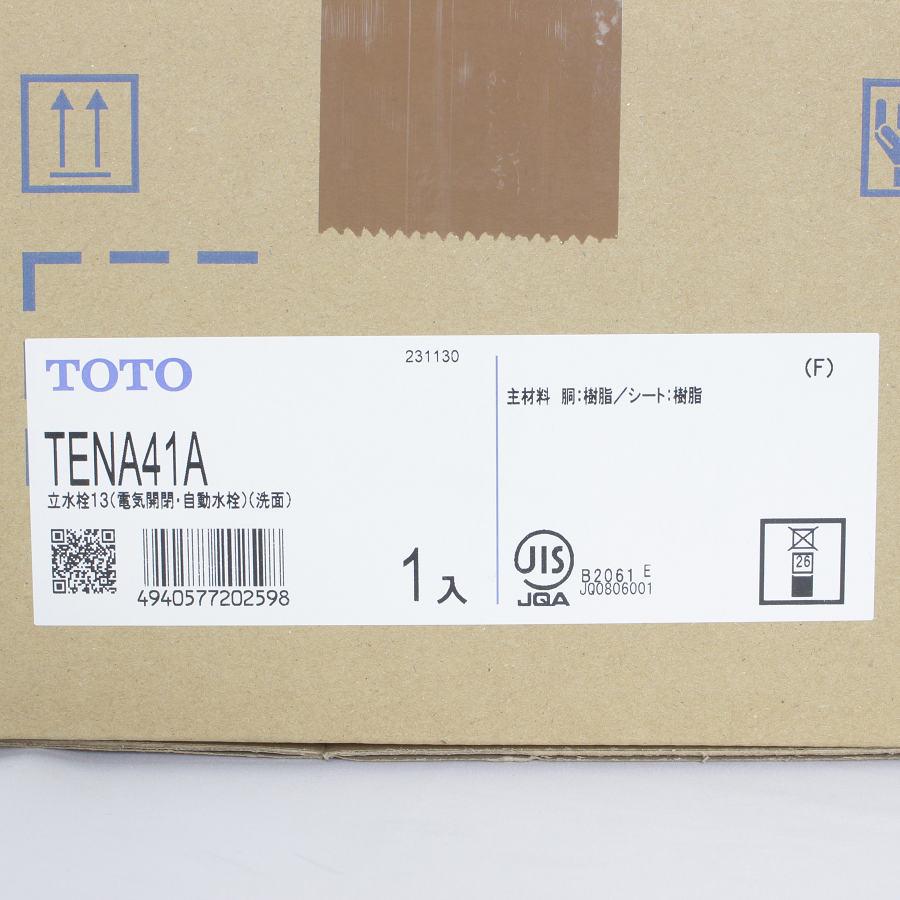 TOTO
231130
TENA41A
立水栓13(電気開閉・自動水栓)(洗面)
4940577202598
1入
(F)
主材料 胴:樹脂/シート:樹脂
JIS
JQA
B2061 E
JQ0806001
26